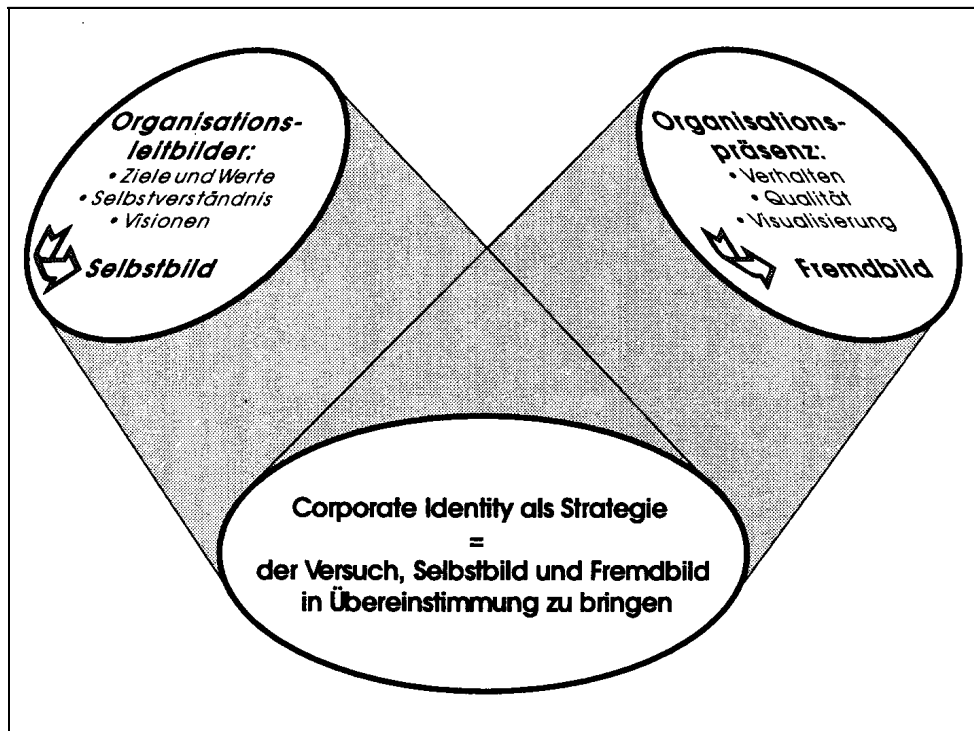 Organisations-
leitbilder:
• Ziele und Werte
• Selbstverständnis
• Visionen
Selbstbild
Organisations-
präsenz:
• Verhalten
• Qualität
• Visualisierung
Fremdbild
Corporate Identity als Strategie
=
der Versuch, Selbstbild und Fremdbild
in Übereinstimmung zu bringen